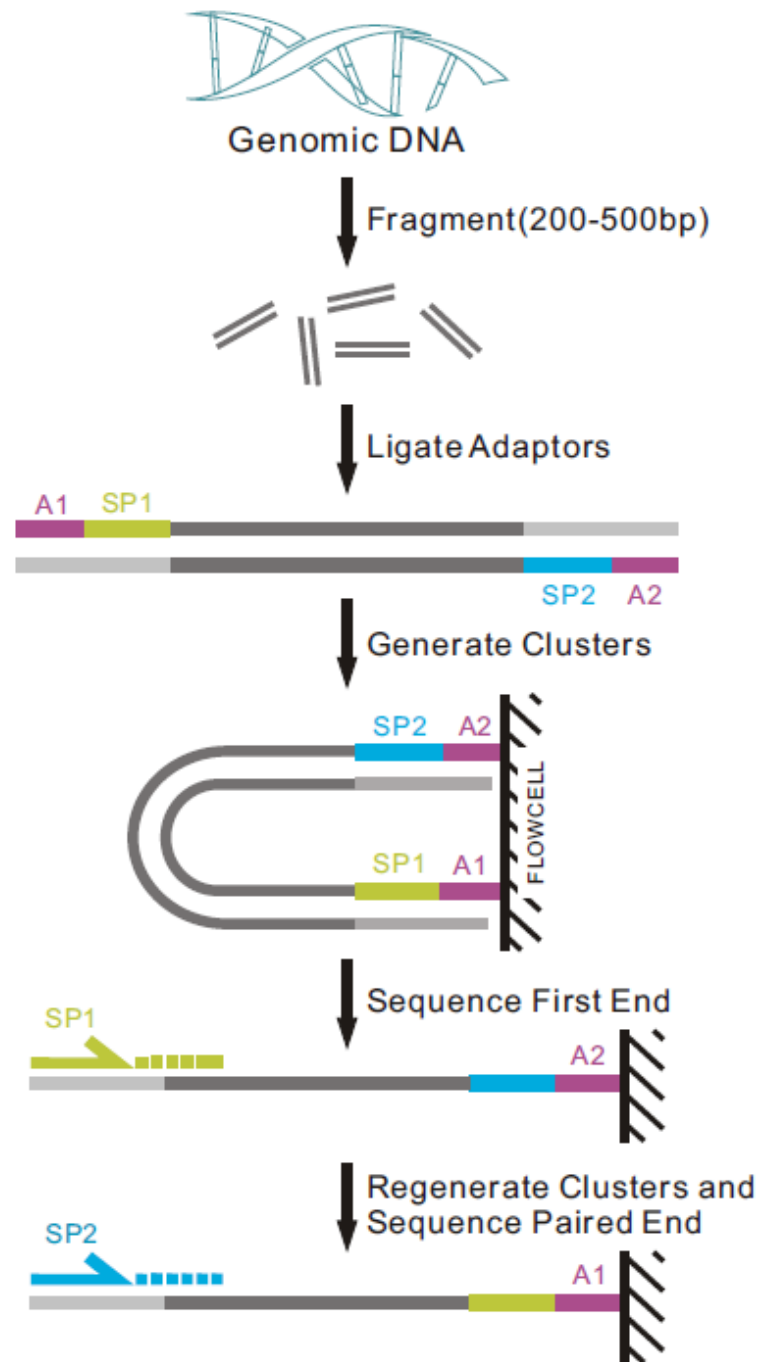 Genomic DNA
Fragment(200-500bp)
Ligate Adaptors
A1 SP1
SP2 A2
Generate Clusters
SP2 A2
FLOWCELL
SP1 A1
Sequence First End
SP1
A2
Regenerate Clusters and
Sequence Paired End
SP2
A1